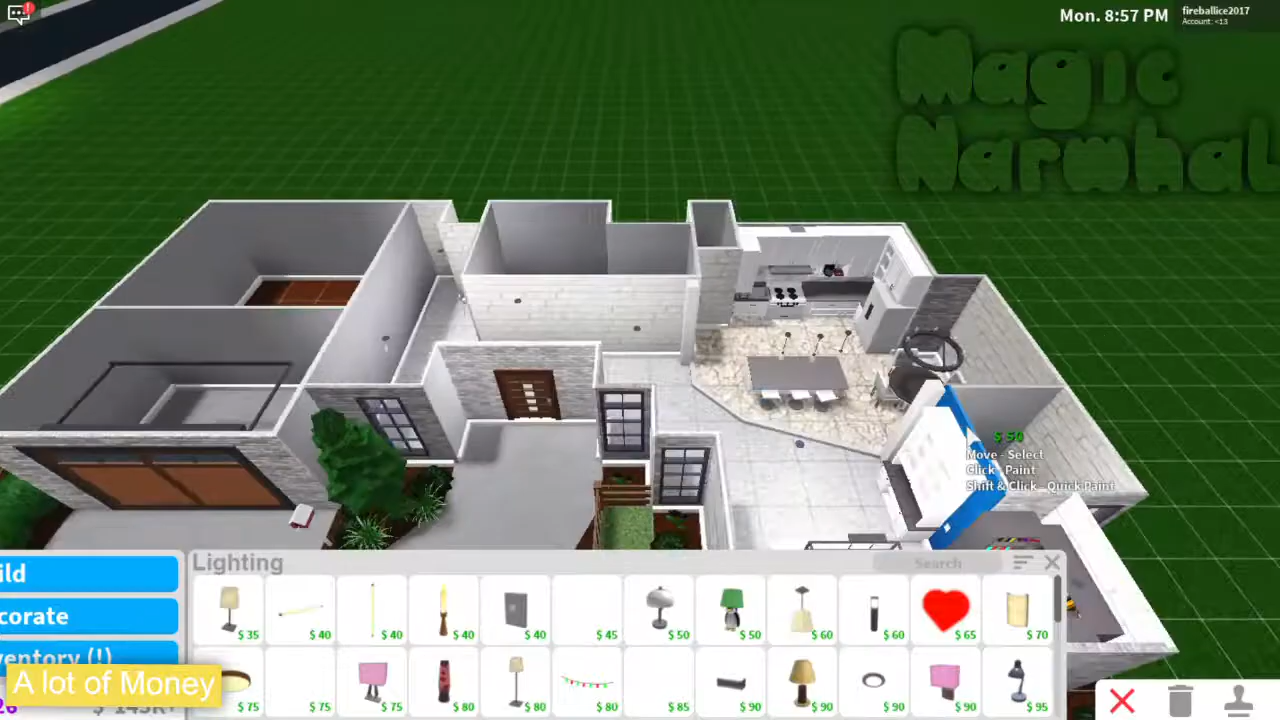 Mon. 8:57 PM
fireballice2017
Account: <13
Magic
Narwhal
$ 50
Move - Select
Click - Paint
Shift & Click - Quick Paint
ild
corate
ventory (!)
A lot of Money
Lighting
Search
$ 35
$ 40
$ 40
$ 40
$ 40
$ 45
$ 50
$ 50
$ 60
$ 60
$ 65
$ 70
$ 75
$ 75
$ 75
$ 80
$ 80
$ 80
$ 85
$ 90
$ 90
$ 90
$ 90
$ 95